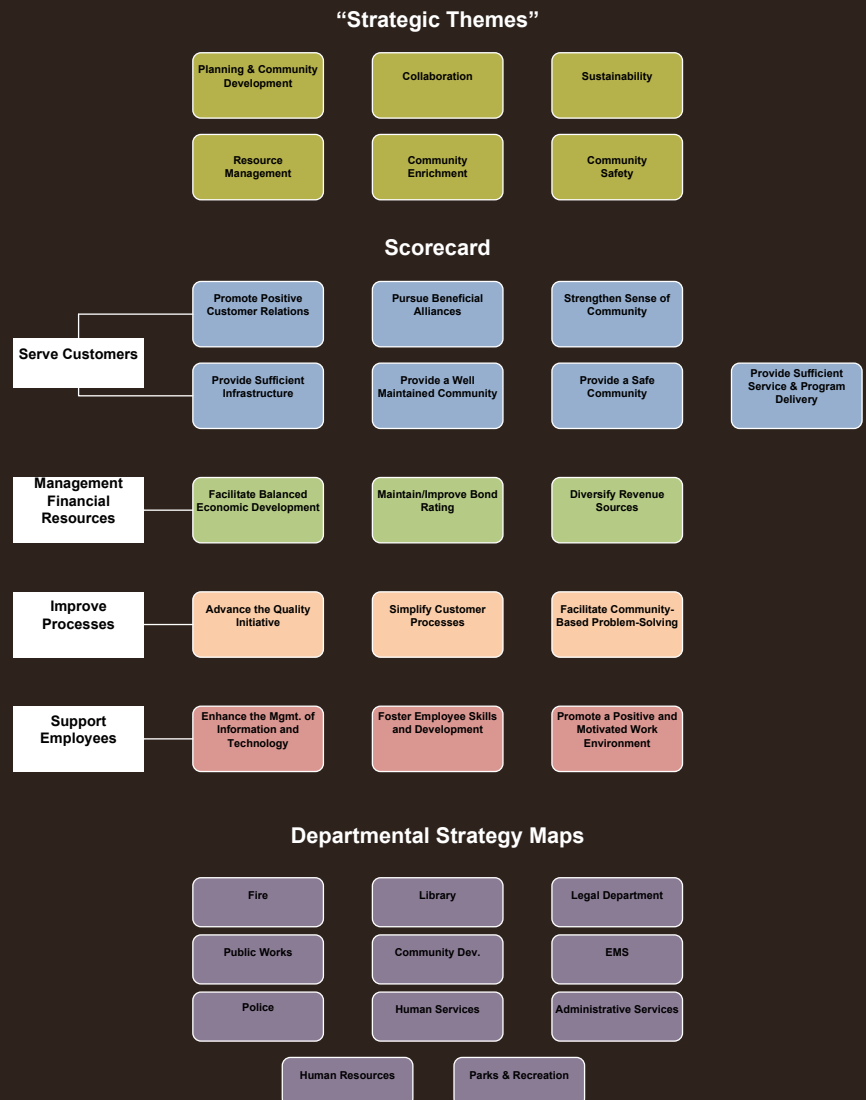 “Strategic Themes”
Planning & Community
Development
Collaboration
Sustainability
Resource
Management
Community
Enrichment
Community
Safety
Scorecard
Serve Customers
Promote Positive
Customer Relations
Pursue Beneficial
Alliances
Strengthen Sense of
Community
Provide Sufficient
Infrastructure
Provide a Well
Maintained Community
Provide a Safe
Community
Provide Sufficient
Service & Program
Delivery
Management
Financial
Resources
Facilitate Balanced
Economic Development
Maintain/Improve Bond
Rating
Diversify Revenue
Sources
Improve
Processes
Advance the Quality
Initiative
Simplify Customer
Processes
Facilitate Community-
Based Problem-Solving
Support
Employees
Enhance the Mgmt. of
Information and
Technology
Foster Employee Skills
and Development
Promote a Positive and
Motivated Work
Environment
Departmental Strategy Maps
Fire
Library
Legal Department
Public Works
Community Dev.
EMS
Police
Human Services
Administrative Services
Human Resources
Parks & Recreation